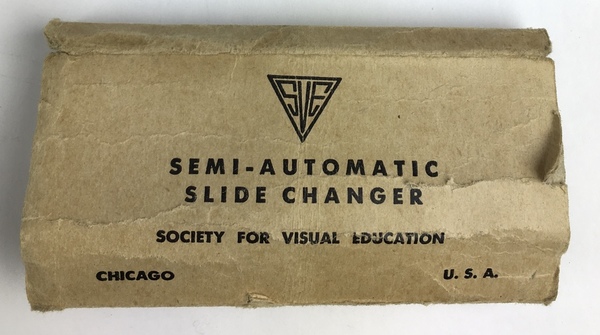 SVE
SEMI-AUTOMATIC
SLIDE CHANGER
SOCIETY FOR VISUAL EDUCATION
CHICAGO U. S. A.